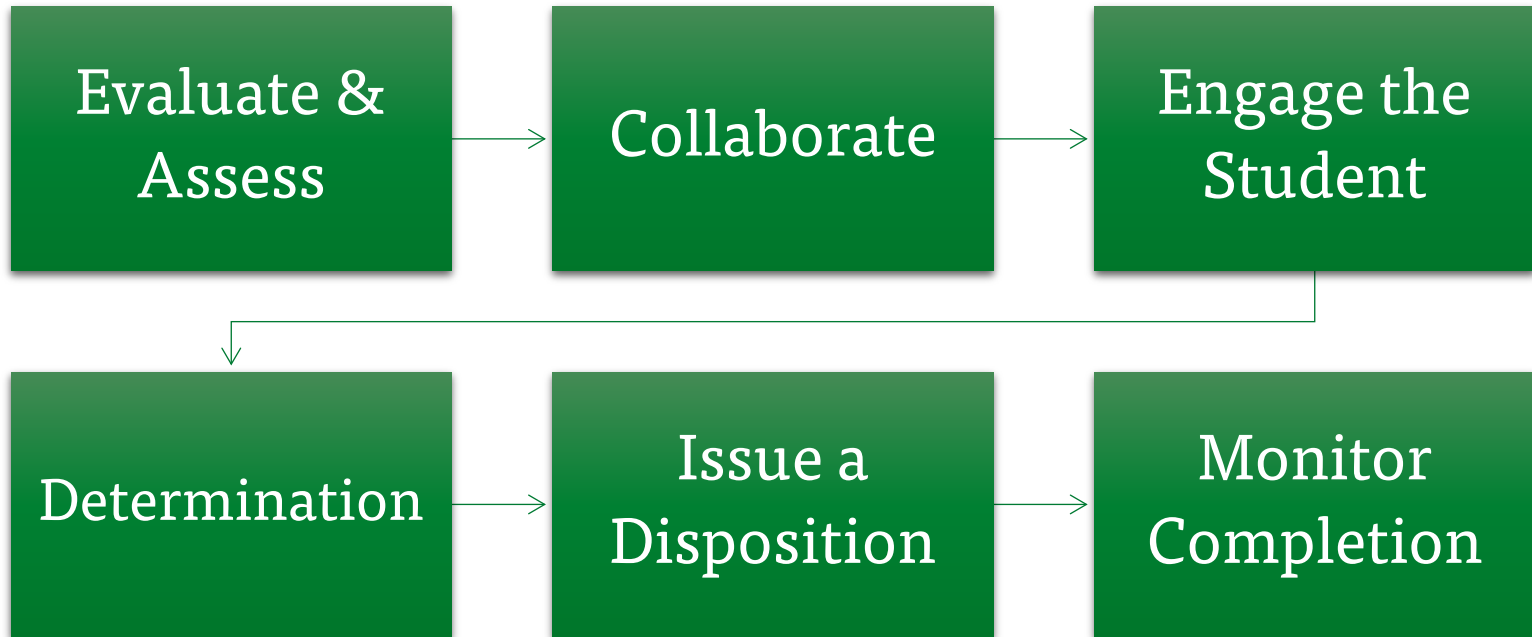 Evaluate &
Assess
Collaborate
Engage the
Student
Determination
Issue a
Disposition
Monitor
Completion